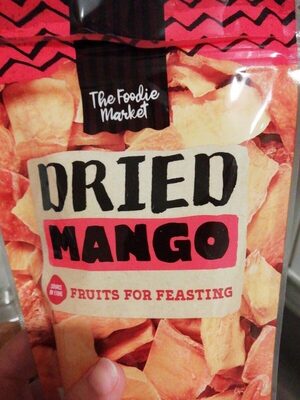 The Foodie
Market
DRIED
MANGO
FRUITS FOR FEASTING